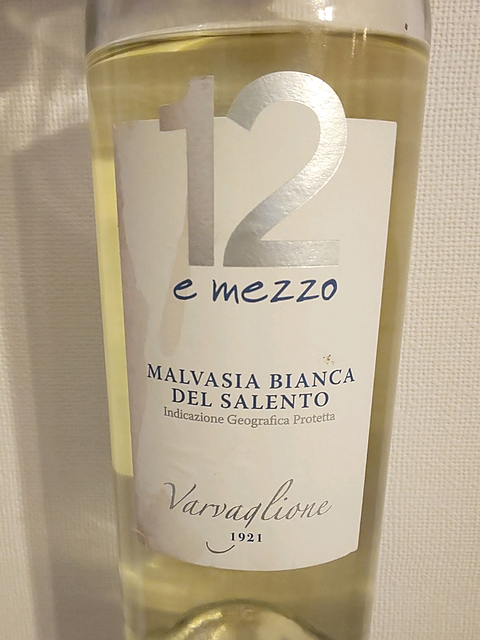 12
e mezzo
MALVASIA BIANCA
DEL SALENTO
Indicazione Geografica Protetta
Varvaglione
1921